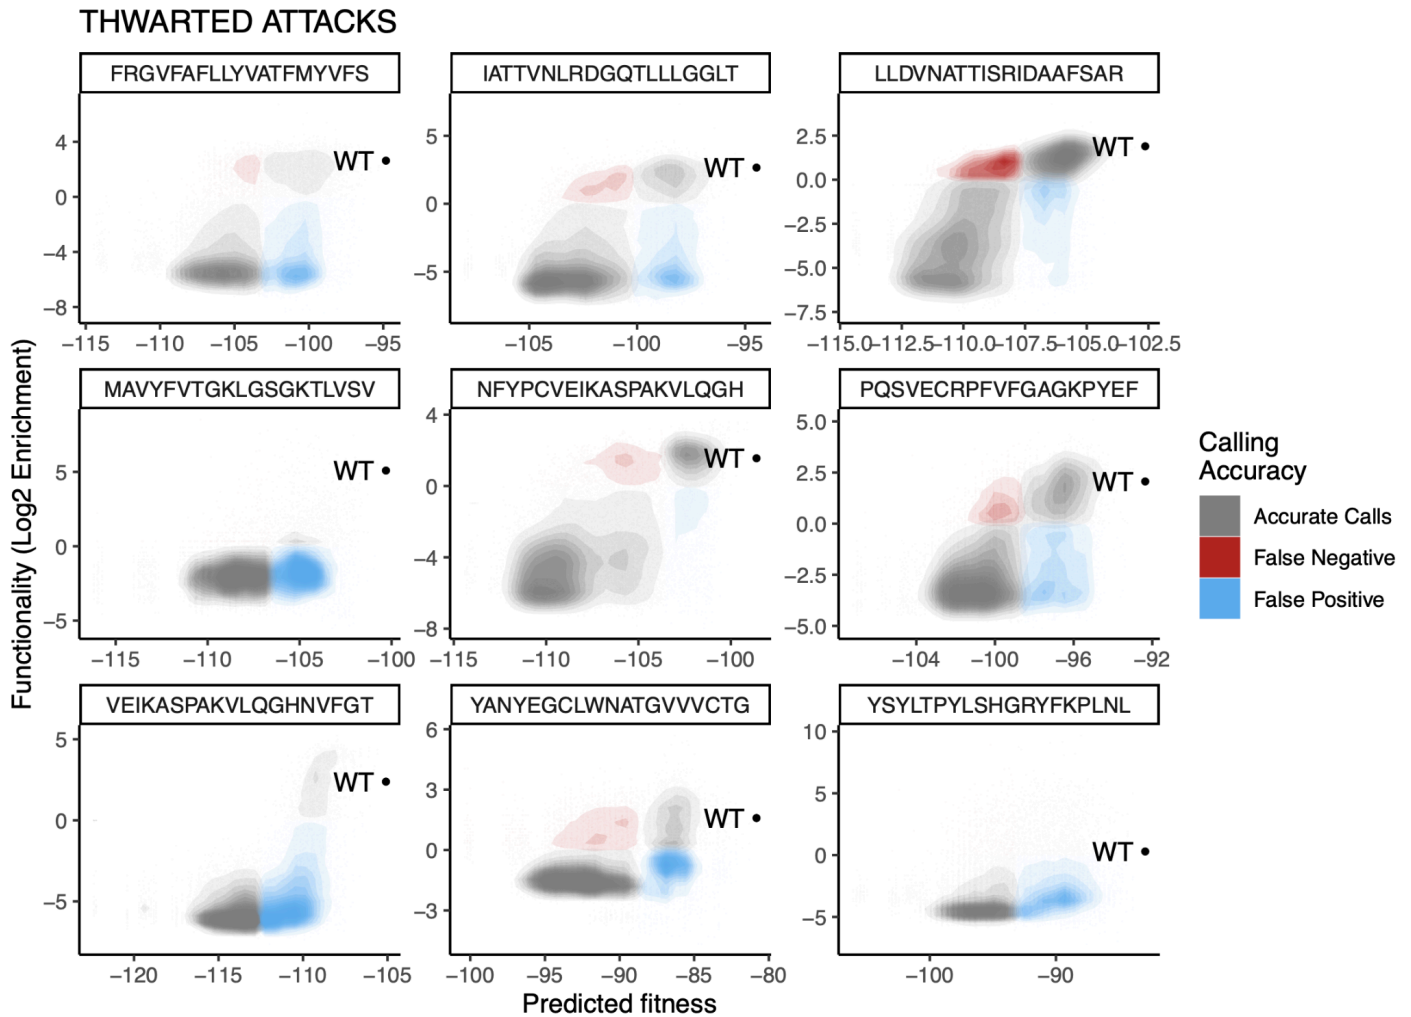 THWARTED ATTACKS
FRGVFAFLLYVATFMYVFS
IATTVNLRDGQTLLLGGLT
LLDVNATTISRIDAAFSAR
4
0
−4
−8
WT
−115 −110 −105 −100 −95
5
0
−5
WT
−105 −100 −95
2.5
0.0
−2.5
−5.0
−7.5
WT
−115.0 −112.5 −110.0 −107.5 −105.0 −102.5
MAVYFVTGKLGSGKTLVSV
NFYPCVEIKASPAKVLQGH
PQSVECRPFVFGAGKPYEF
5
0
−5
WT
−115 −110 −105 −100
4
0
−4
−8
WT
−115 −110 −105 −100
5.0
2.5
0.0
−2.5
−5.0
WT
−104 −100 −96 −92
VEIKASPAKVLQGHNVFGT
YANYEGCLWNATGVVVCTG
YSYLTPYLSHGRYFKPLNL
5
0
−5
WT
−120 −115 −110 −105
6
3
0
−3
WT
−100 −95 −90 −85 −80
10
5
0
−5
WT
−100 −90
Functionality (Log2 Enrichment)
Predicted fitness
Calling
Accuracy
Accurate Calls
False Negative
False Positive